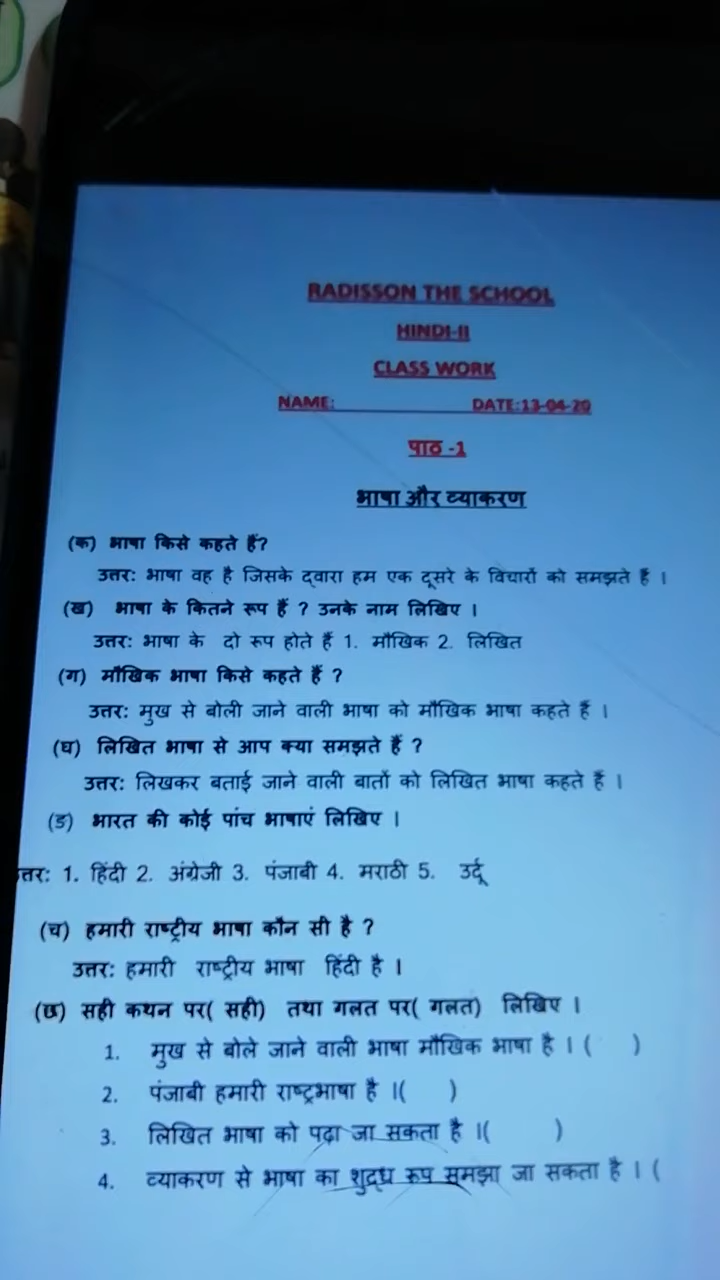 RADISSON THE SCHOOL
HINDI-II
CLASS WORK
NAME:____________ DATE:13-04-20
पाठ -1
भाषा और व्याकरण
(क) भाषा किसे कहते हैं?
उत्तर: भाषा वह है जिसके द्वारा हम एक दूसरे के विचारों को समझते हैं ।
(ख) भाषा के कितने रूप हैं ? उनके नाम लिखिए ।
उत्तर: भाषा के दो रूप होते हैं 1. मौखिक 2. लिखित
(ग) मौखिक भाषा किसे कहते हैं ?
उत्तर: मुख से बोली जाने वाली भाषा को मौखिक भाषा कहते हैं ।
(घ) लिखित भाषा से आप क्या समझते हैं ?
उत्तर: लिखकर बताई जाने वाली बातों को लिखित भाषा कहते हैं ।
(ङ) भारत की कोई पांच भाषाएं लिखिए ।
त्तर: 1. हिंदी 2. अंग्रेजी 3. पंजाबी 4. मराठी 5. उर्दू
(च) हमारी राष्ट्रीय भाषा कौन सी है ?
उत्तर: हमारी राष्ट्रीय भाषा हिंदी है ।
(छ) सही कथन पर( सही) तथा गलत पर( गलत) लिखिए ।
1. मुख से बोले जाने वाली भाषा मौखिक भाषा है । ( )
2. पंजाबी हमारी राष्ट्रभाषा है ।( )
3. लिखित भाषा को पढ़ा जा सकता है ।( )
4. व्याकरण से भाषा का शुद्ध रूप समझा जा सकता है । (